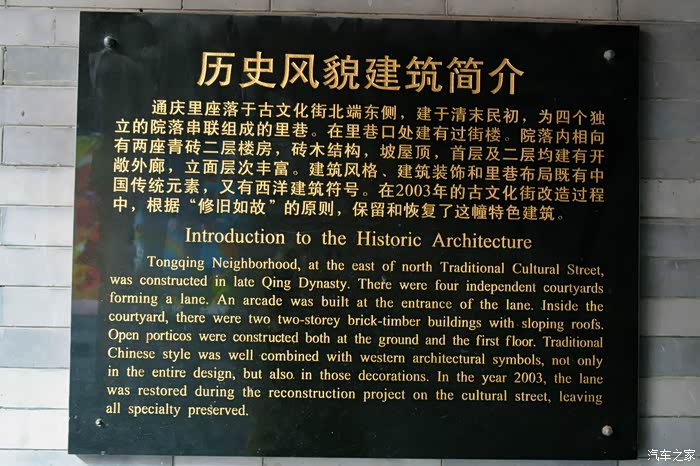 历史风貌建筑简介
通庆里座落于古文化街北端东侧，建于清末民初，为四个独
立的院落串联组成的里巷。在里巷口处建有过街楼。院落内相向
有两座青砖二层楼房，砖木结构，坡屋顶，首层及二层均建有开
敞外廊，立面层次丰富。建筑风格、建筑装饰和里巷布局既有中
国传统元素，又有西洋建筑符号。在2003年的古文化街改造过程
中，根据“修旧如故”的原则，保留和恢复了这幢特色建筑。
Introduction to the Historic Architecture
Tongqing Neighborhood, at the east of north Traditional Cultural Street,
was constructed in late Qing Dynasty. There were four independent courtyards
forming a lane. An arcade was built at the entrance of the lane. Inside the
courtyard, there were two two-storey brick-timber buildings with sloping roofs.
Open porticos were constructed both at the ground and the first floor. Traditional
Chinese style was well combined with western architectural symbols, not only
in the entire design, but also in those decorations. In the year 2003, the lane
was restored during the reconstruction project on the cultural street, leaving
all specialty preserved.
汽车之家